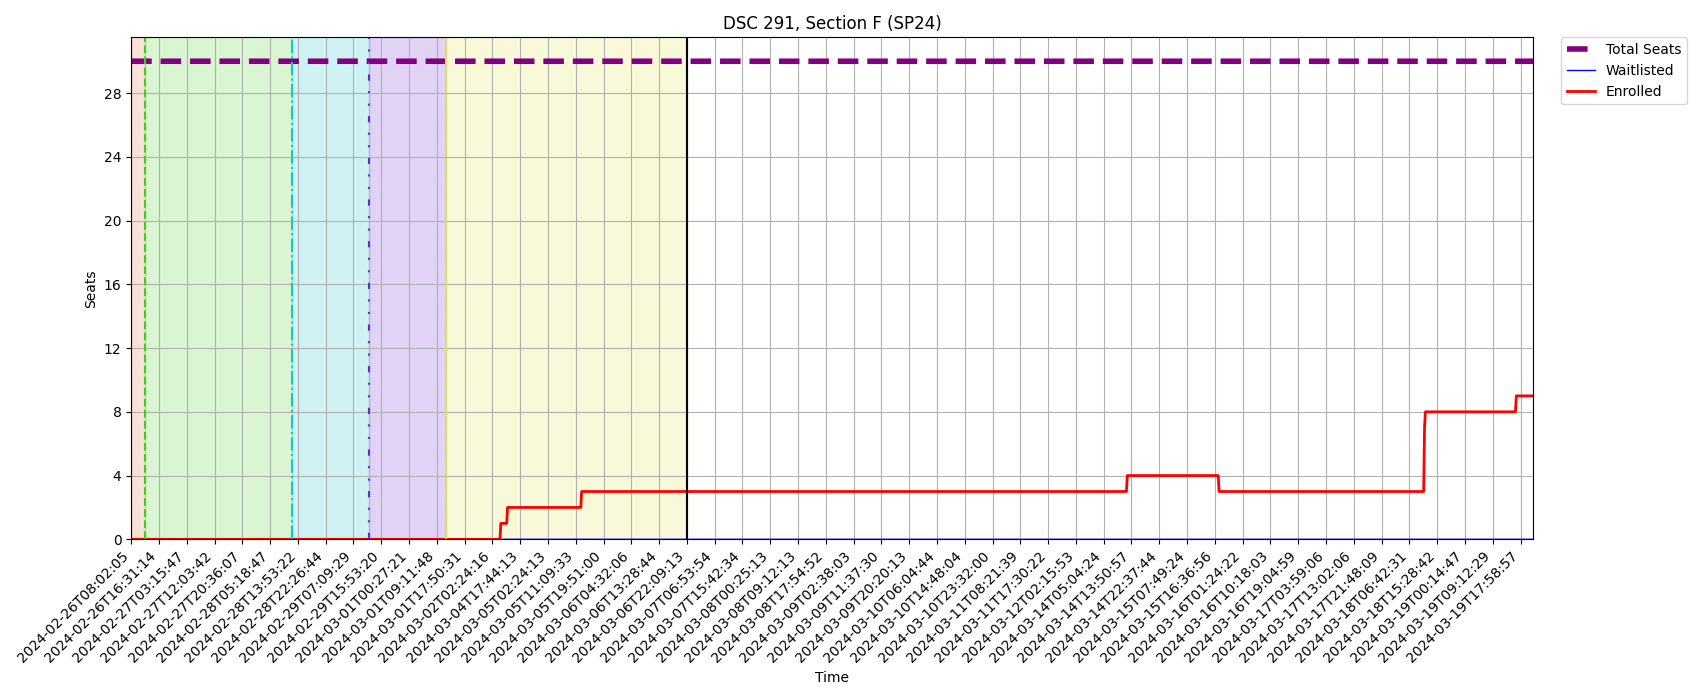 DSC 291, Section F (SP24)
Total Seats
Waitlisted
Enrolled
Seats
28
24
20
16
12
8
4
0
2024-02-26T08:02:05
2024-02-26T16:31:14
2024-02-27T03:15:47
2024-02-27T12:03:42
2024-02-27T20:36:07
2024-02-28T05:18:47
2024-02-28T13:53:22
2024-02-28T22:26:44
2024-02-29T07:09:29
2024-02-29T15:53:20
2024-03-01T00:27:21
2024-03-01T09:11:48
2024-03-01T17:50:31
2024-03-02T02:24:16
2024-03-04T17:44:13
2024-03-05T02:24:13
2024-03-05T11:09:33
2024-03-05T19:51:00
2024-03-06T04:32:06
2024-03-06T13:28:44
2024-03-06T22:09:13
2024-03-07T06:53:54
2024-03-07T15:42:34
2024-03-08T00:25:13
2024-03-08T09:12:13
2024-03-08T17:54:52
2024-03-09T02:38:03
2024-03-09T11:37:30
2024-03-09T20:20:13
2024-03-10T06:04:44
2024-03-10T14:48:04
2024-03-10T23:32:00
2024-03-11T08:21:39
2024-03-11T17:30:22
2024-03-12T02:15:53
2024-03-14T05:04:24
2024-03-14T13:50:57
2024-03-14T22:37:44
2024-03-15T07:49:24
2024-03-15T16:36:56
2024-03-16T01:24:22
2024-03-16T10:18:03
2024-03-16T19:04:59
2024-03-17T03:59:06
2024-03-17T13:02:06
2024-03-17T21:48:09
2024-03-18T06:42:31
2024-03-18T15:28:42
2024-03-19T00:14:47
2024-03-19T09:12:29
2024-03-19T17:58:57
Time